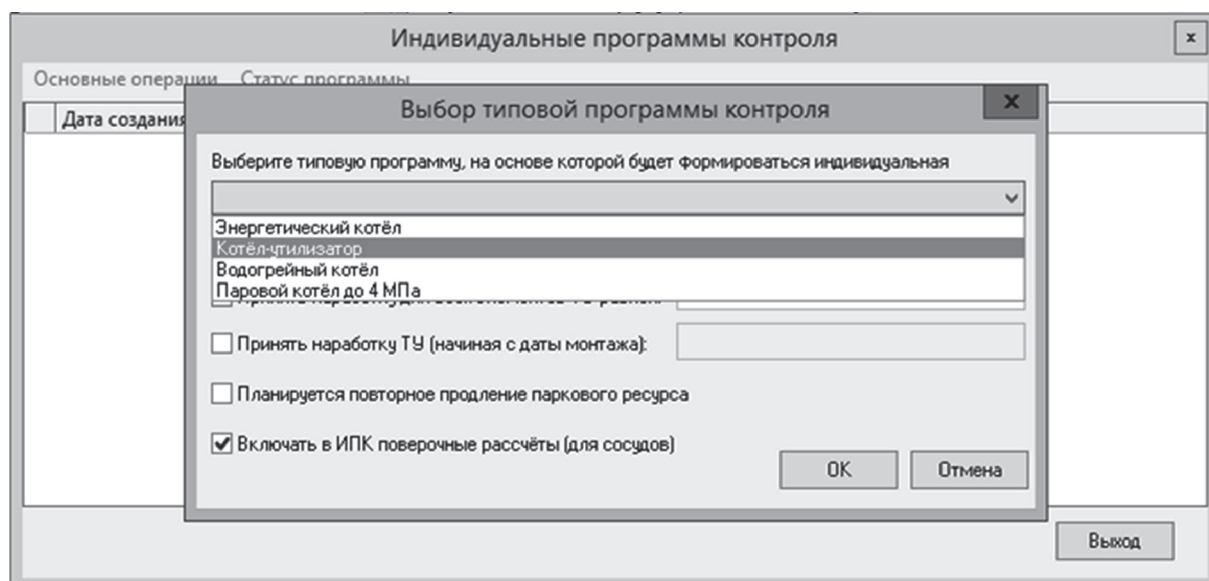 Индивидуальные программы контроля
x
Основные операции Статус программы
Дата создания
Выбор типовой программы контроля
x
Выберите типовую программу, на основе которой будет формироваться индивидуальная
Энергетический котёл
Котёл-утилизатор
Водогрейный котёл
Паровой котёл до 4 МПа
Принять наработку ТУ (начиная с даты монтажа):
Планируется повторное продление паркового ресурса
Включать в ИПК поверочные рассчёты (для сосудов)
OK Отмена
Выход